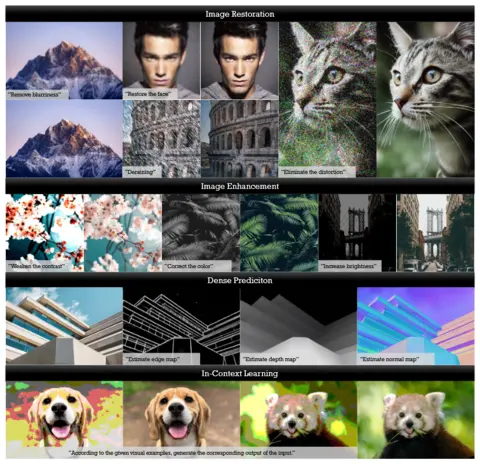 Image Restoration
"Remove blurriness"
"Restore the face"
"Deraining"
"Eliminate the distortion"
Image Enhancement
"Weaken the contrast"
"Correct the color"
"Increase brightness"
Dense Prediciton
"Estimate edge map"
"Estimate depth map"
"Estimate normal map"
In-Context Learning
"According to the given visual examples, generate the corresponding output of the input."